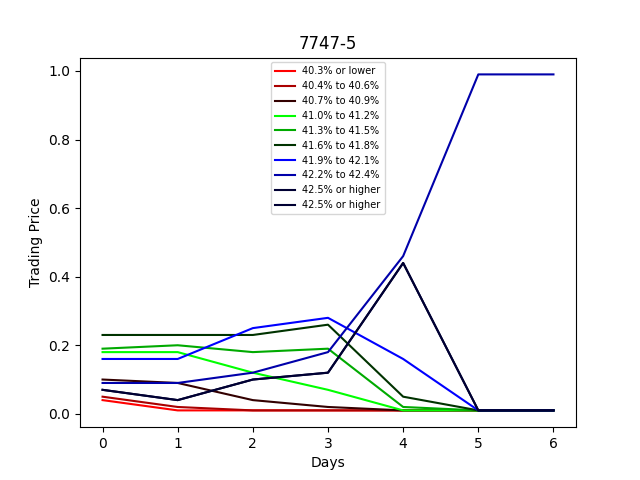 7747-5
1.0
0.8
0.6
0.4
0.2
0.0
Trading Price
40.3% or lower
40.4% to 40.6%
40.7% to 40.9%
41.0% to 41.2%
41.3% to 41.5%
41.6% to 41.8%
41.9% to 42.1%
42.2% to 42.4%
42.5% or higher
42.5% or higher
0 1 2 3 4 5 6
Days